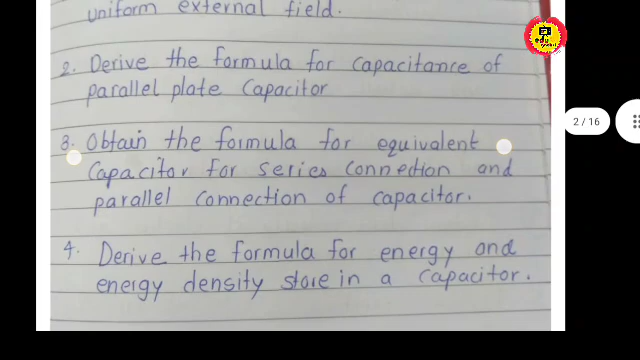 uniform external field.
2. Derive the formula for capacitance of
parallel plate capacitor
3. Obtain the formula for equivalent
capacitor for series connection and
parallel connection of capacitor.
4. Derive the formula for energy and
energy density store in a capacitor.
edu
2 / 16